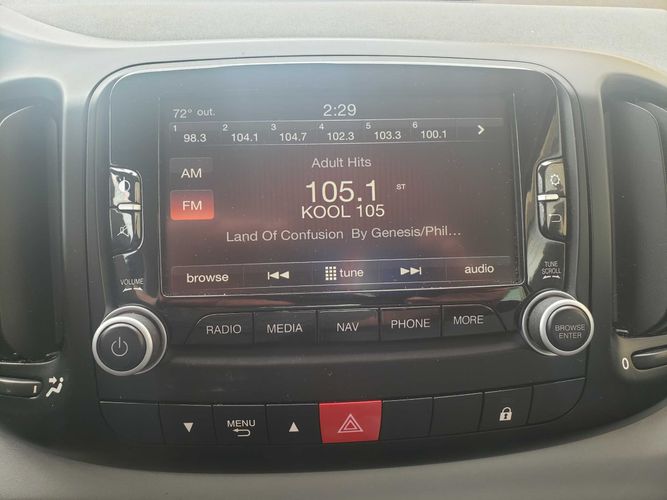 72° out. 2:29
1 98.3 2 104.1 3 104.7 4 102.3 5 103.3 6 100.1
Adult Hits
AM
105.1 ST
FM
KOOL 105
Land Of Confusion By Genesis/Phil...
browse tune audio
VOLUME
TUNE
SCROLL
RADIO MEDIA NAV PHONE MORE
BROWSE
ENTER
0
MENU